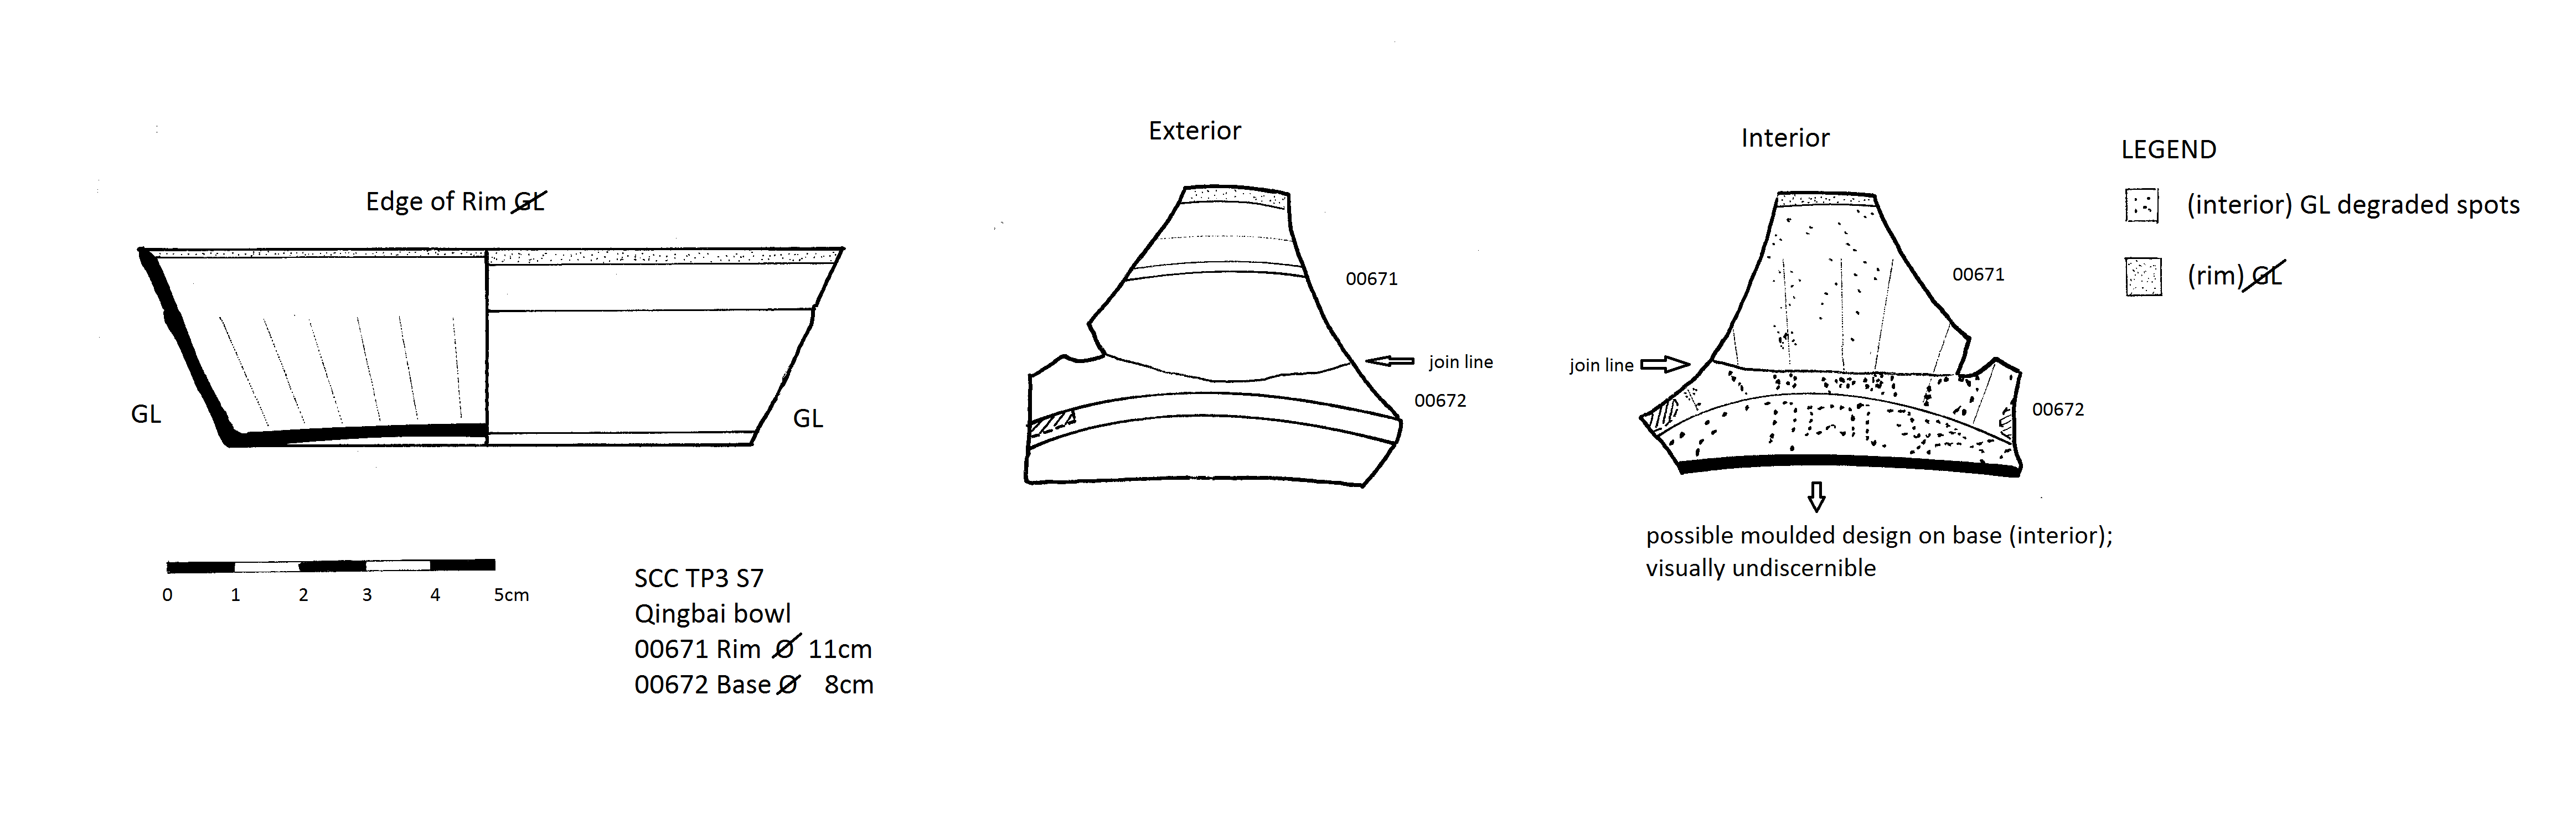 Edge of Rim G̸L̸
GL
GL
0 1 2 3 4 5cm
SCC TP3 S7
Qingbai bowl
00671 Rim Ø 11cm
00672 Base Ø 8cm
Exterior
00671
join line
00672
Interior
00671
join line
00672
possible moulded design on base (interior);
visually undiscernible
LEGEND
(interior) GL degraded spots
(rim) G̸L̸